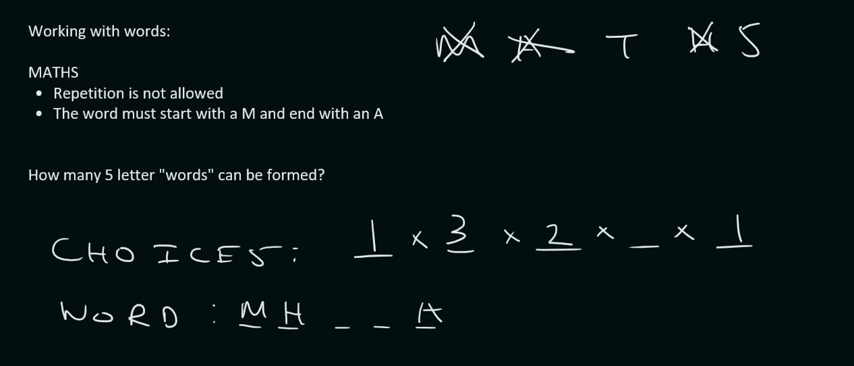 Working with words:
M A T H S
MATHS
• Repetition is not allowed
• The word must start with a M and end with an A
How many 5 letter "words" can be formed?
CHOICES: 1 × 3 × 2 × _ × 1
WORD: M H _ _ A